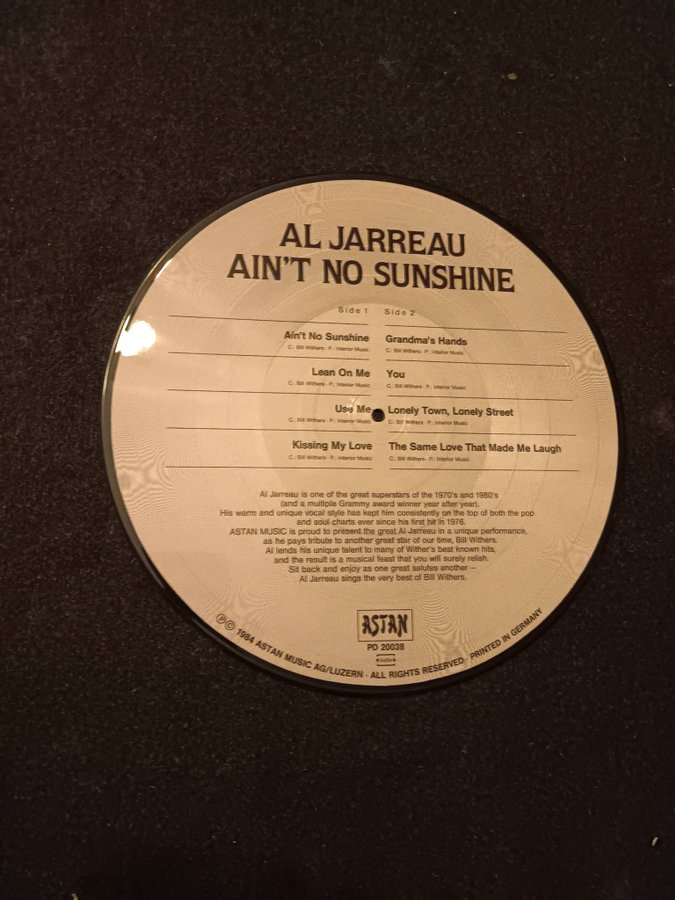 AL JARREAU
AIN'T NO SUNSHINE
Side 1 Side 2
Ain't No Sunshine
C.: Bill Withers · P.: Interior Music
Lean On Me
C.: Bill Withers · P.: Interior Music
Use Me
C.: Bill Withers · P.: Interior Music
Kissing My Love
C.: Bill Withers · P.: Interior Music
Grandma's Hands
C.: Bill Withers · P.: Interior Music
You
C.: Bill Withers · P.: Interior Music
Lonely Town, Lonely Street
C.: Bill Withers · P.: Interior Music
The Same Love That Made Me Laugh
C.: Bill Withers · P.: Interior Music
Al Jarreau is one of the great superstars of the 1970's and 1980's
(and a multiple Grammy award winner year after year).
His warm and unique vocal style has kept him consistently on the top of both the pop
and soul charts ever since his first hit in 1976.
ASTAN MUSIC is proud to present the great Al Jarreau in a unique performance,
as he pays tribute to another great star of our time, Bill Withers.
Al lends his unique talent to many of Wither's best known hits,
and the result is a musical feast that you will surely relish.
Sit back and enjoy as one great salutes another –
Al Jarreau sings the very best of Bill Withers.
ASTAN
PD 20038
Ⓟ © 1984 ASTAN MUSIC AG/LUZERN · ALL RIGHTS RESERVED · PRINTED IN GERMANY